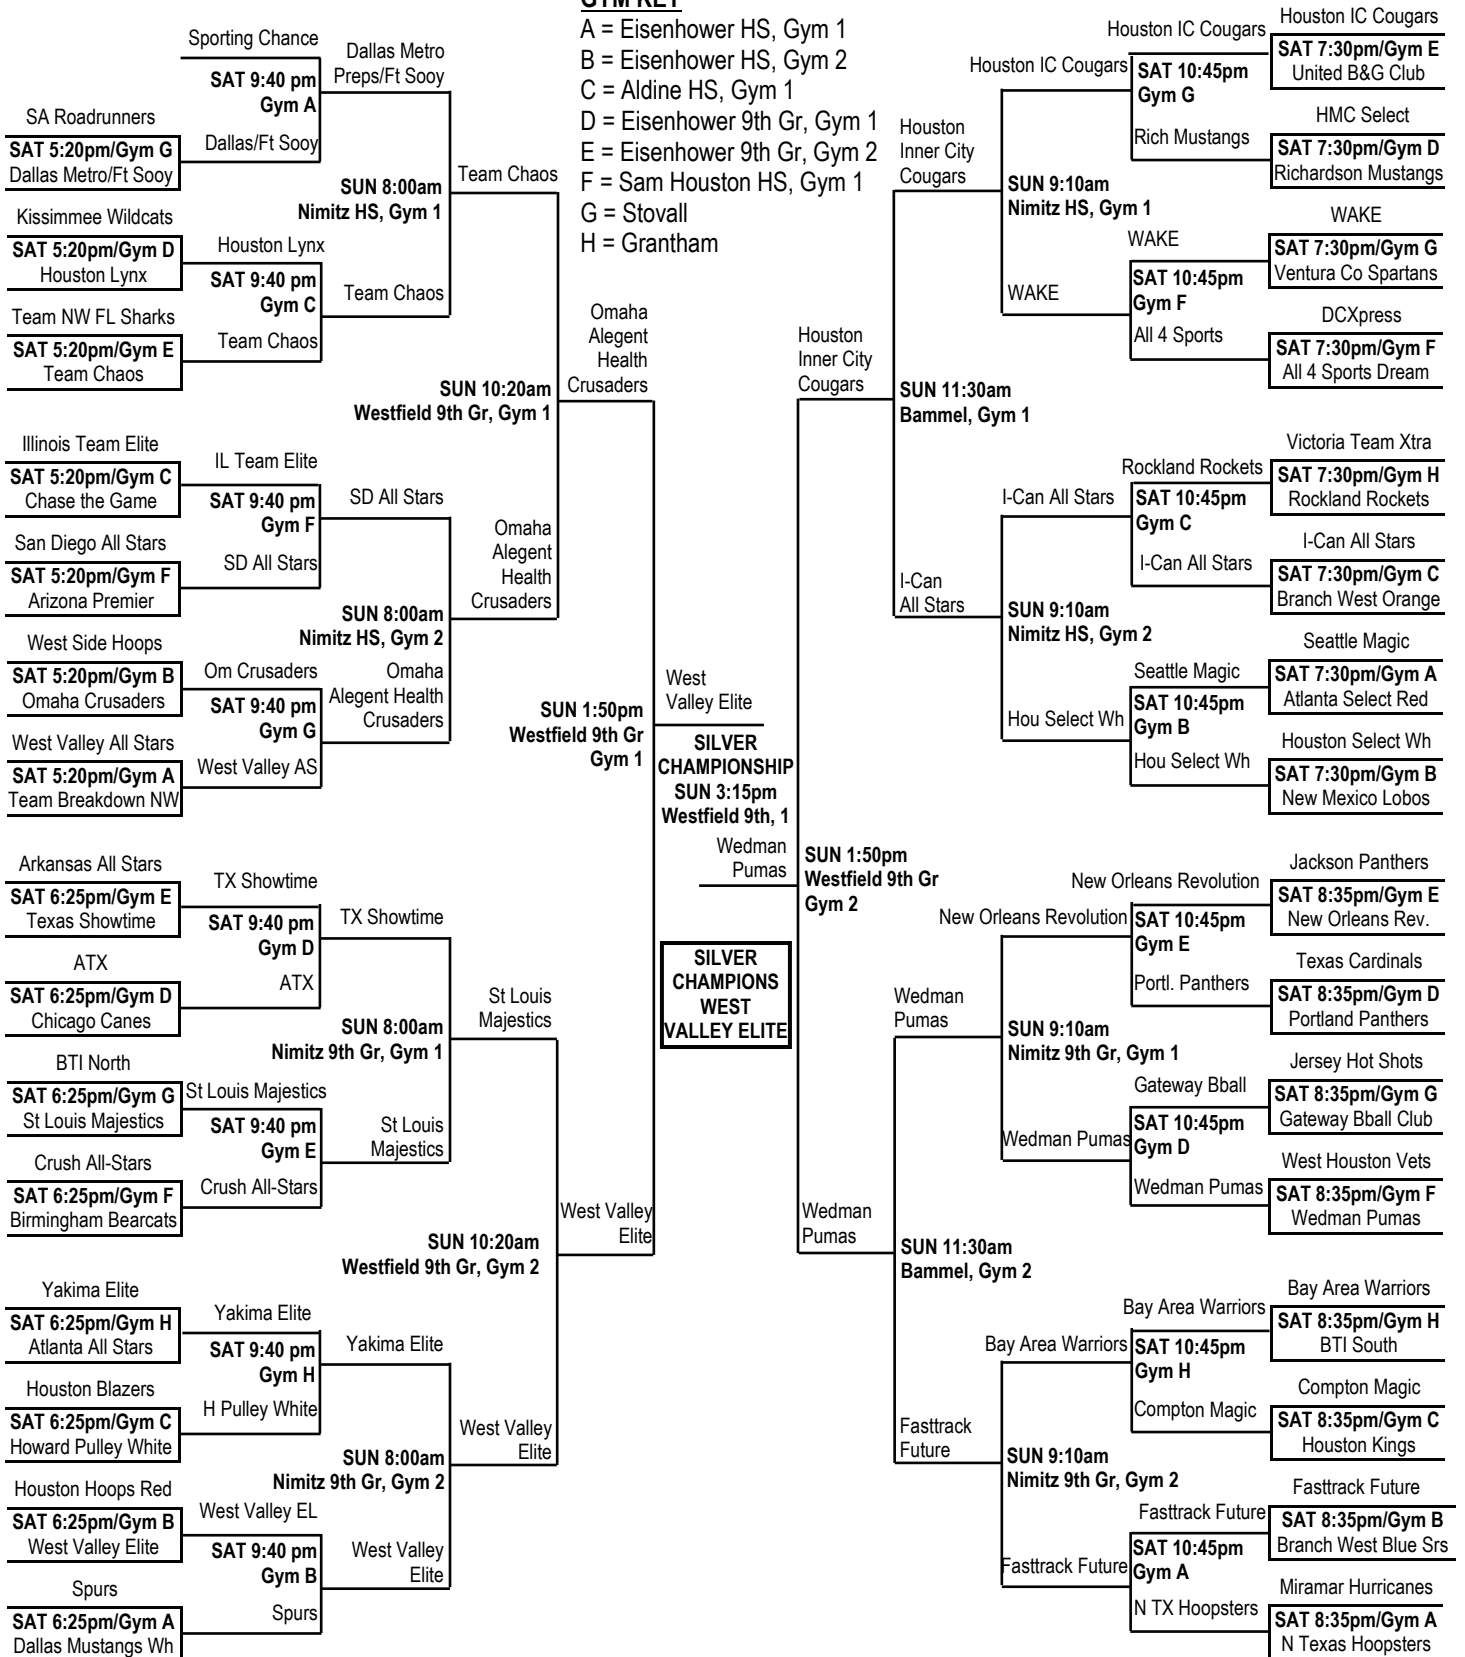 GYM KEY
A = Eisenhower HS, Gym 1
B = Eisenhower HS, Gym 2
C = Aldine HS, Gym 1
D = Eisenhower 9th Gr, Gym 1
E = Eisenhower 9th Gr, Gym 2
F = Sam Houston HS, Gym 1
G = Stovall
H = Grantham
Sporting Chance
SAT 9:40 pm
Gym A
Dallas/Ft Sooy
SA Roadrunners
SAT 5:20pm/Gym G
Dallas Metro/Ft Sooy
Dallas Metro
Preps/Ft Sooy
SUN 8:00am
Nimitz HS, Gym 1
Kissimmee Wildcats
SAT 5:20pm/Gym D
Houston Lynx
Houston Lynx
SAT 9:40 pm
Gym C
Team Chaos
Team Chaos
Team NW FL Sharks
SAT 5:20pm/Gym E
Team Chaos
Team Chaos
SUN 10:20am
Westfield 9th Gr, Gym 1
Illinois Team Elite
SAT 5:20pm/Gym C
Chase the Game
IL Team Elite
SAT 9:40 pm
Gym F
SD All Stars
SD All Stars
San Diego All Stars
SAT 5:20pm/Gym F
Arizona Premier
SUN 8:00am
Nimitz HS, Gym 2
West Side Hoops
SAT 5:20pm/Gym B
Omaha Crusaders
Om Crusaders
SAT 9:40 pm
Gym G
West Valley AS
West Valley All Stars
SAT 5:20pm/Gym A
Team Breakdown NW
Omaha
Alegent Health
Crusaders
Omaha
Alegent
Health
Crusaders
Omaha
Alegent
Health
Crusaders
SUN 1:50pm
Westfield 9th Gr
Gym 1
Arkansas All Stars
SAT 6:25pm/Gym E
Texas Showtime
TX Showtime
SAT 9:40 pm
Gym D
ATX
TX Showtime
ATX
SAT 6:25pm/Gym D
Chicago Canes
SUN 8:00am
Nimitz 9th Gr, Gym 1
BTI North
SAT 6:25pm/Gym G
St Louis Majestics
St Louis Majestics
SAT 9:40 pm
Gym E
Crush All-Stars
St Louis
Majestics
Crush All-Stars
SAT 6:25pm/Gym F
Birmingham Bearcats
St Louis
Majestics
SUN 10:20am
Westfield 9th Gr, Gym 2
Yakima Elite
SAT 6:25pm/Gym H
Atlanta All Stars
Yakima Elite
SAT 9:40 pm
Gym H
H Pulley White
Yakima Elite
Houston Blazers
SAT 6:25pm/Gym C
Howard Pulley White
SUN 8:00am
Nimitz 9th Gr, Gym 2
Houston Hoops Red
SAT 6:25pm/Gym B
West Valley Elite
West Valley EL
SAT 9:40 pm
Gym B
Spurs
West Valley
Elite
Spurs
SAT 6:25pm/Gym A
Dallas Mustangs Wh
West Valley
Elite
West Valley
Elite
West
Valley Elite
SILVER
CHAMPIONSHIP
SUN 3:15pm
Westfield 9th, 1
Wedman
Pumas
SILVER
CHAMPIONS
WEST
VALLEY ELITE
Houston IC Cougars
SAT 7:30pm/Gym E
United B&G Club
Houston IC Cougars
SAT 10:45pm
Gym G
Rich Mustangs
Houston IC Cougars
HMC Select
SAT 7:30pm/Gym D
Richardson Mustangs
Houston
Inner City
Cougars
SUN 9:10am
Nimitz HS, Gym 1
WAKE
SAT 7:30pm/Gym G
Ventura Co Spartans
WAKE
SAT 10:45pm
Gym F
All 4 Sports
WAKE
DCXpress
SAT 7:30pm/Gym F
All 4 Sports Dream
Houston
Inner City
Cougars
SUN 11:30am
Bammel, Gym 1
Victoria Team Xtra
SAT 7:30pm/Gym H
Rockland Rockets
Rockland Rockets
SAT 10:45pm
Gym C
I-Can All Stars
I-Can All Stars
I-Can All Stars
SAT 7:30pm/Gym C
Branch West Orange
I-Can
All Stars
SUN 9:10am
Nimitz HS, Gym 2
Seattle Magic
SAT 7:30pm/Gym A
Atlanta Select Red
Seattle Magic
SAT 10:45pm
Gym B
Hou Select Wh
Hou Select Wh
Houston Select Wh
SAT 7:30pm/Gym B
New Mexico Lobos
SUN 1:50pm
Westfield 9th Gr
Gym 2
Jackson Panthers
SAT 8:35pm/Gym E
New Orleans Rev.
New Orleans Revolution
SAT 10:45pm
Gym E
Portl. Panthers
New Orleans Revolution
Texas Cardinals
SAT 8:35pm/Gym D
Portland Panthers
Wedman
Pumas
SUN 9:10am
Nimitz 9th Gr, Gym 1
Jersey Hot Shots
SAT 8:35pm/Gym G
Gateway Bball Club
Gateway Bball
SAT 10:45pm
Gym D
Wedman Pumas
Wedman Pumas
West Houston Vets
SAT 8:35pm/Gym F
Wedman Pumas
Wedman
Pumas
SUN 11:30am
Bammel, Gym 2
Bay Area Warriors
SAT 8:35pm/Gym H
BTI South
Bay Area Warriors
SAT 10:45pm
Gym H
Compton Magic
Bay Area Warriors
Compton Magic
SAT 8:35pm/Gym C
Houston Kings
Fasttrack
Future
SUN 9:10am
Nimitz 9th Gr, Gym 2
Fasttrack Future
SAT 8:35pm/Gym B
Branch West Blue Srs
Fasttrack Future
SAT 10:45pm
Gym A
N TX Hoopsters
Fasttrack Future
Miramar Hurricanes
SAT 8:35pm/Gym A
N Texas Hoopsters